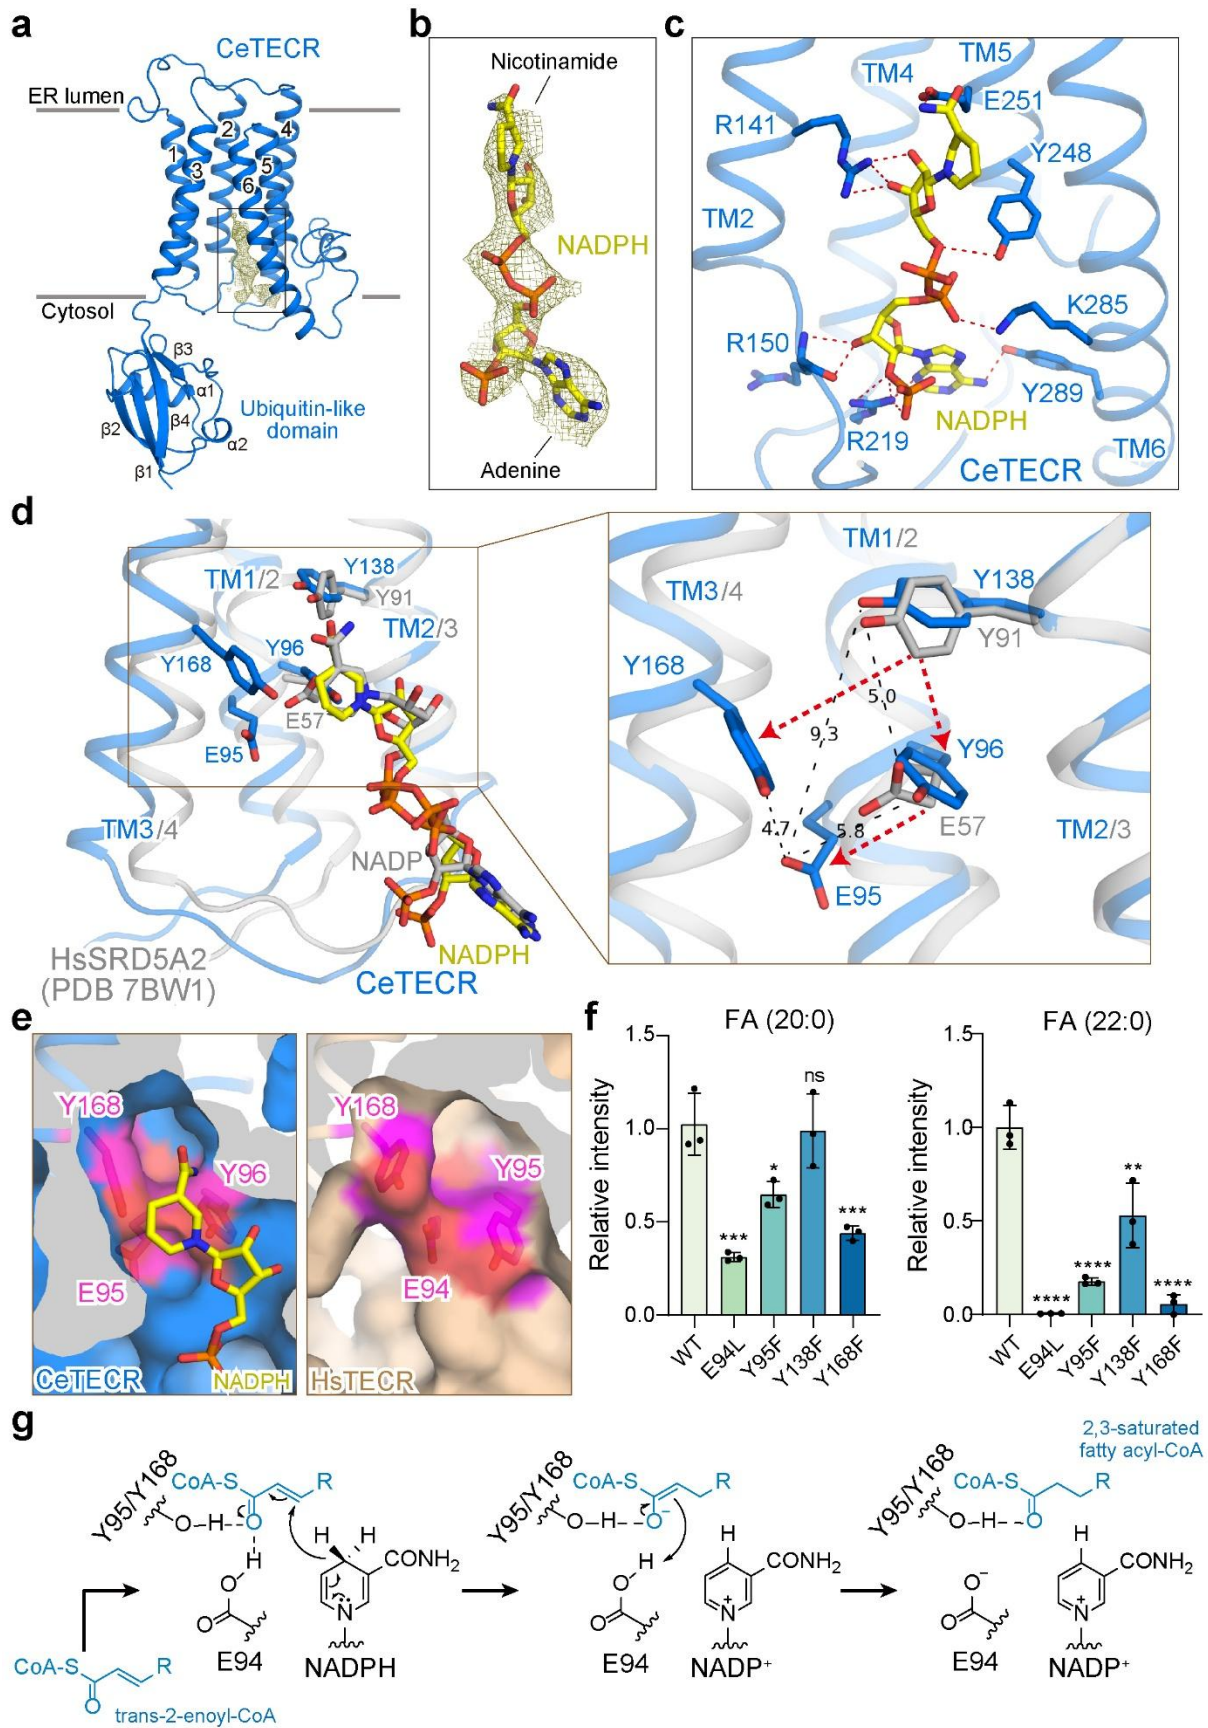 a
CeTECR
ER lumen
1
2
3
4
5
6
Cytosol
β3
α1
β4
β2
α2
β1
Ubiquitin-like
domain
b
Nicotinamide
NADPH
Adenine
c
TM5
TM4
E251
R141
Y248
TM2
NADPH
K285
R150
Y289
NADPH
R219
TM6
CeTECR
d
Y138
TM1/2
Y91
TM2/3
Y96
Y168
E57
E95
TM3/4
NADP
NADPH
HsSRD5A2
(PDB 7BW1)
CeTECR
TM1/2
Y138
TM3/4
Y91
Y168
5.0
9.3
Y96
4.7
5.8
E57
TM2/3
E95
e
Y168
Y96
E95
CeTECR
NADPH
Y168
Y95
E94
HsTECR
f
FA (20:0)
Relative intensity
1.5
1.0
0.5
0.0
***
*
ns
***
WT
E94L
Y95F
Y138F
Y168F
FA (22:0)
Relative intensity
1.5
1.0
0.5
0.0
****
****
**
****
WT
E94L
Y95F
Y138F
Y168F
g
CoA-S
R
O
trans-2-enoyl-CoA
Y95/Y168
CoA-S
R
O
H
O
H
O
O
E94
H
H
CONH2
N
NADPH
Y95/Y168
CoA-S
R
O
H
O−
H
O
O
E94
H
CONH2
N
+
NADP+
2,3-saturated
fatty acyl-CoA
Y95/Y168
CoA-S
R
O
H
O
O−
O
E94
H
CONH2
N
+
NADP+